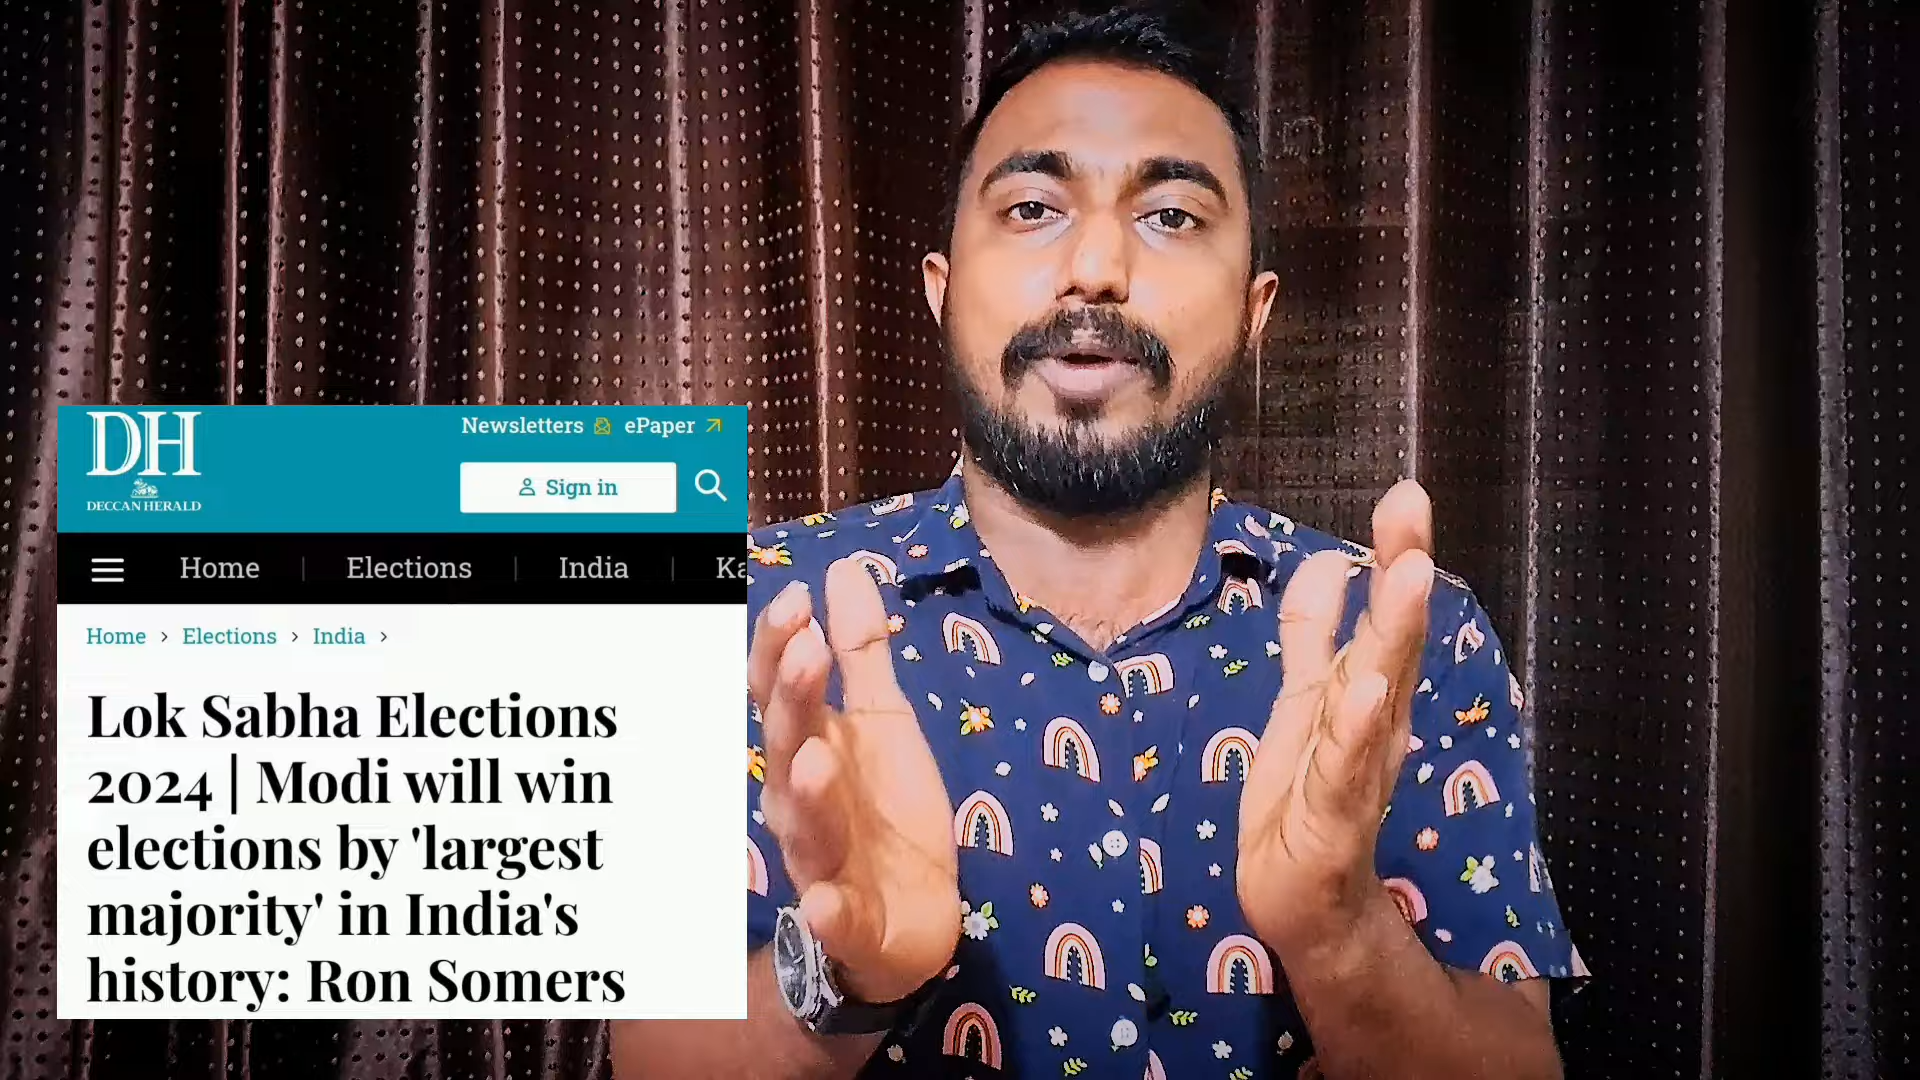 DH
DECCAN HERALD
Newsletters ePaper
Sign in
Home Elections India Ka
Home > Elections > India >
Lok Sabha Elections
2024 | Modi will win
elections by 'largest
majority' in India's
history: Ron Somers